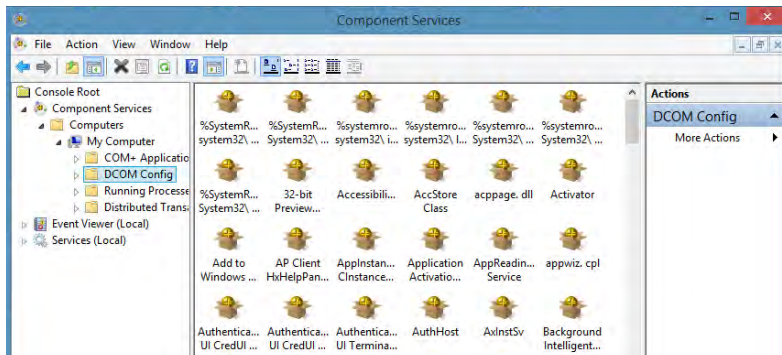 Component Services
File Action View Window Help
Console Root
Component Services
Computers
My Computer
COM+ Applicatio
DCOM Config
Running Processe
Distributed Trans
Event Viewer (Local)
Services (Local)
%SystemR... %SystemR... %systemro... %systemro... %systemro... %systemro...
system32\ ... System32\ ... system32\ i... system32\ l... System32\ ... System32\ ...
%SystemR... 32-bit Accessibili... AccStore acppage. dll Activator
System32\ ... Preview... Class
Add to AP Client AppInstan... Application AppReadin... appwiz. cpl
Windows ... HxHelpPan... CInstance... Activatio... Service
Authentica... Authentica... Authentica... AuthHost AxInstSv Background
UI CredUI ... UI CredUI ... UI Termina... Intelligent...
Actions
DCOM Config
More Actions